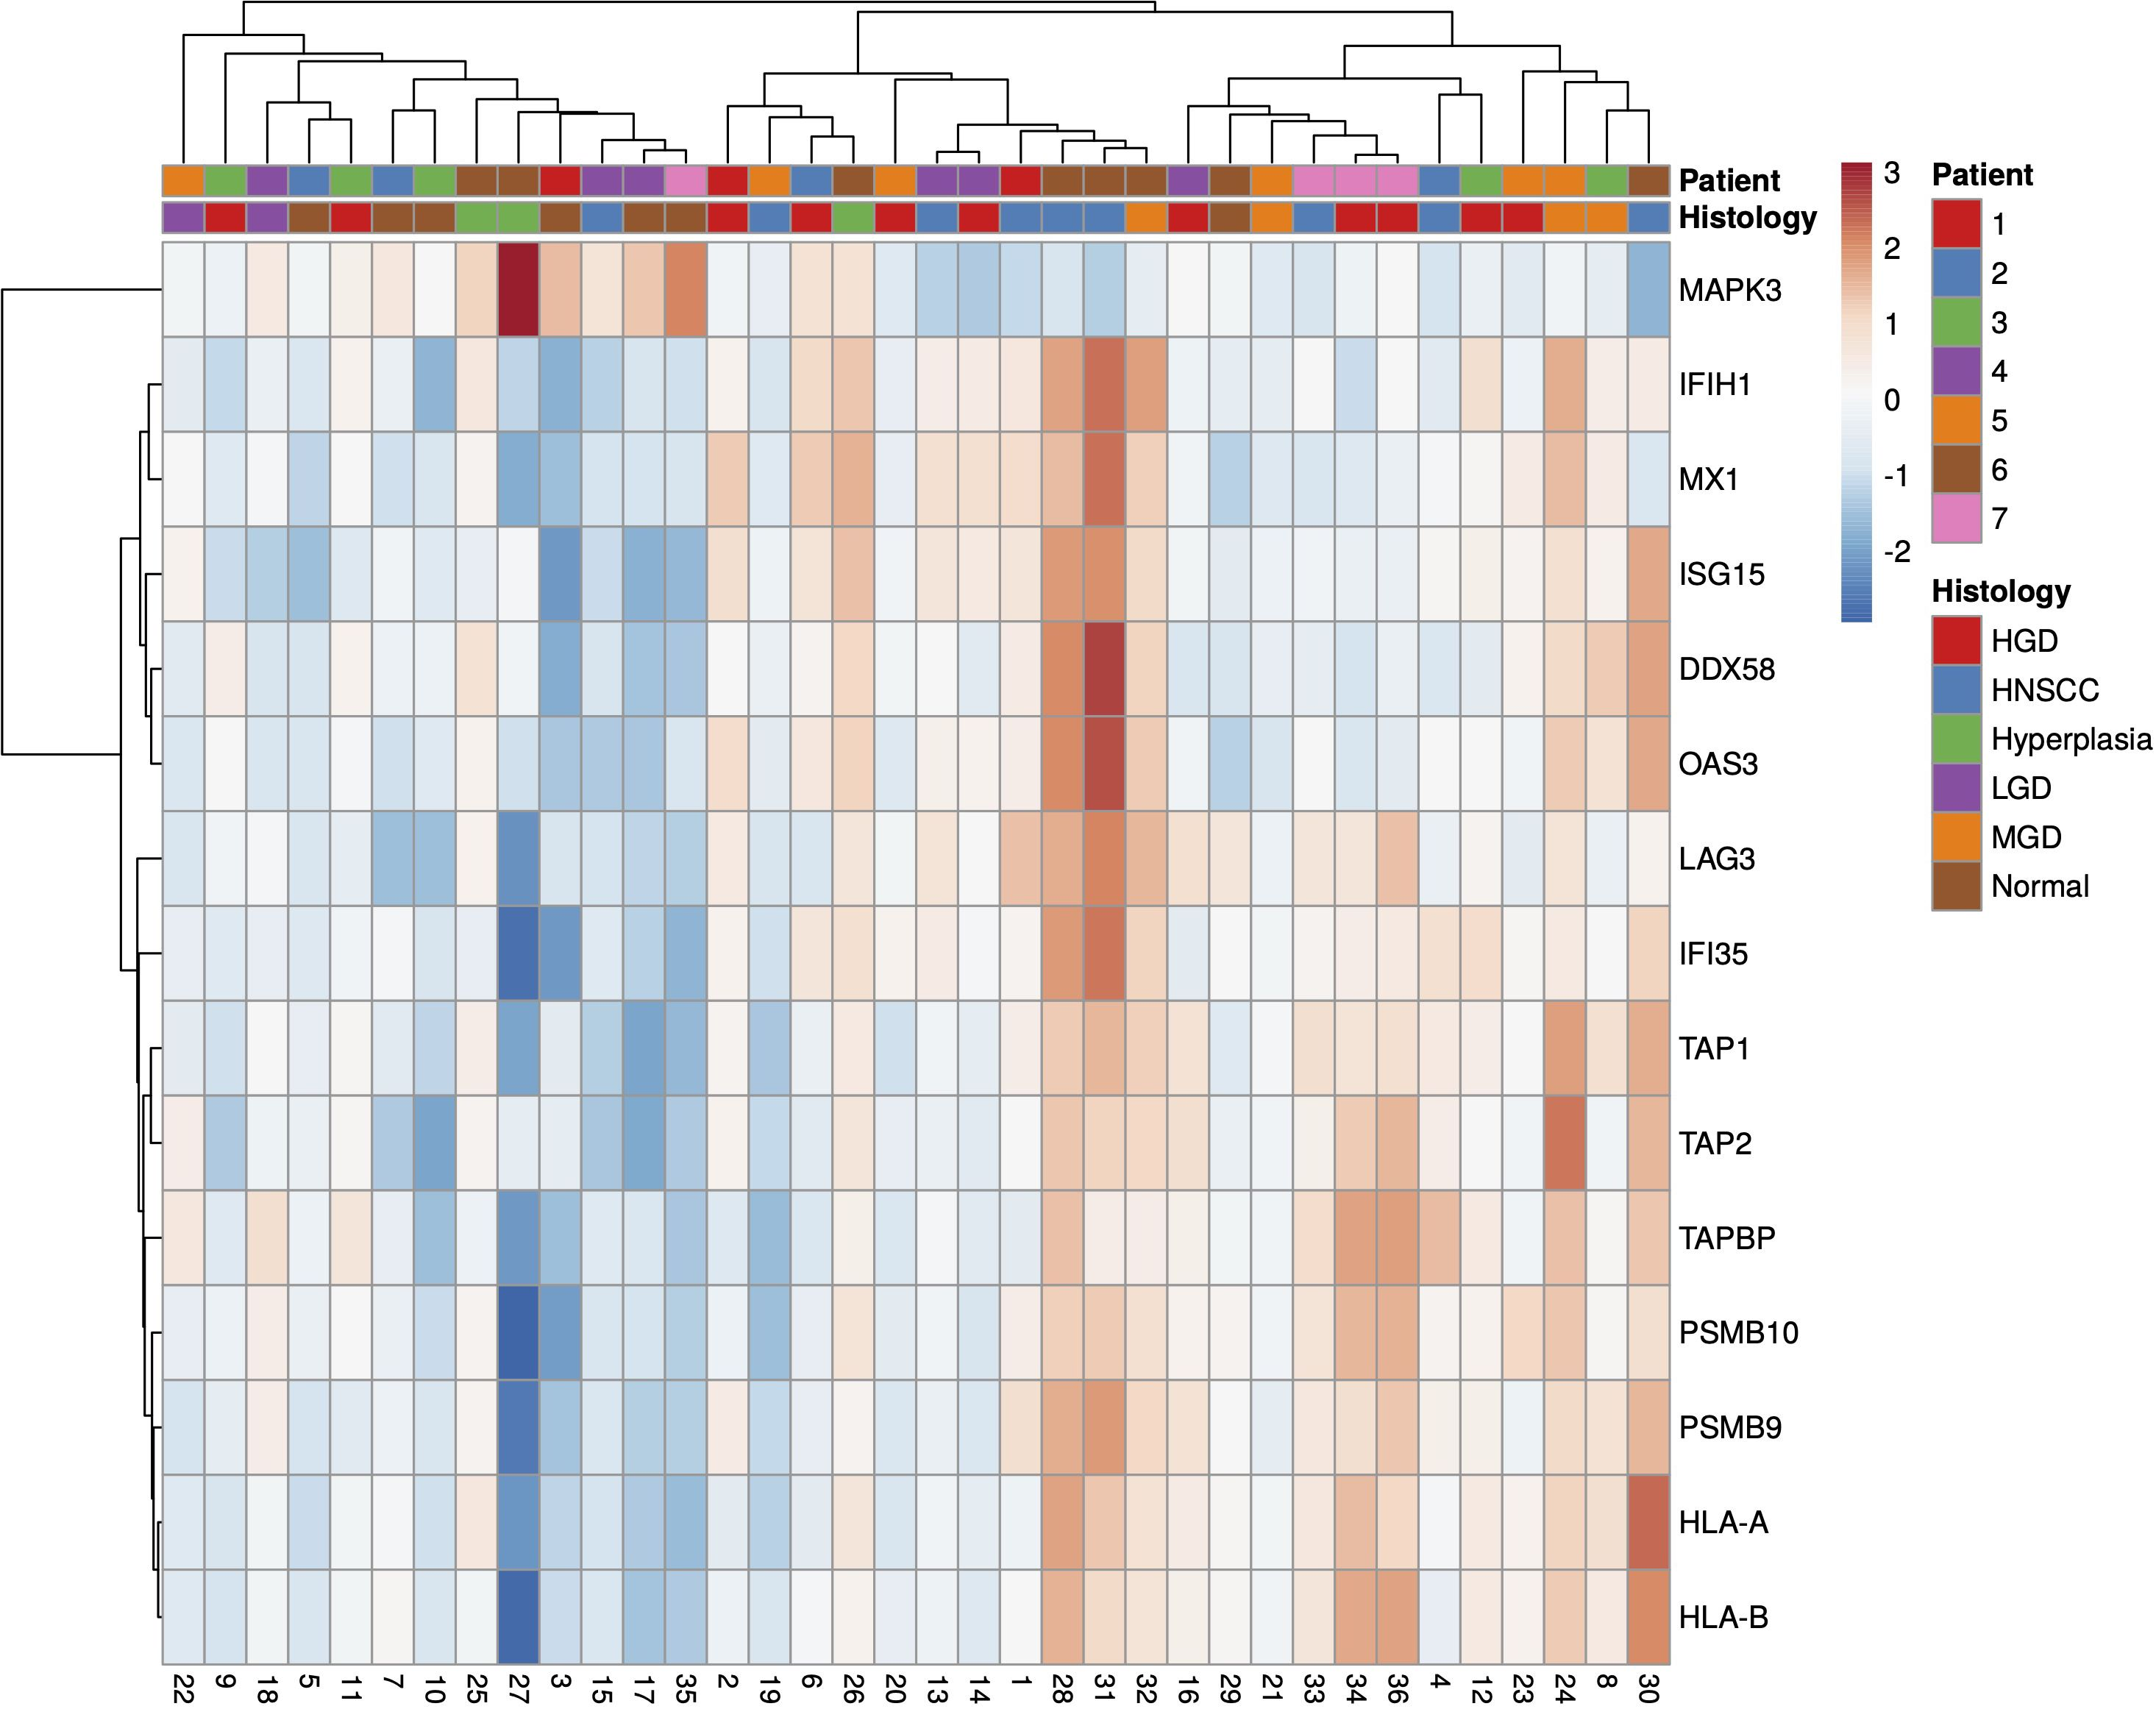 Patient
Histology
MAPK3
IFIH1
MX1
ISG15
DDX58
OAS3
LAG3
IFI35
TAP1
TAP2
TAPBP
PSMB10
PSMB9
HLA-A
HLA-B
22 9 18 5 11 7 10 25 27 3 15 17 35 2 19 6 26 20 13 14 1 28 31 32 16 29 21 33 34 36 4 12 23 24 8 30
3
2
1
0
-1
-2
Patient
1
2
3
4
5
6
7
Histology
HGD
HNSCC
Hyperplasia
LGD
MGD
Normal